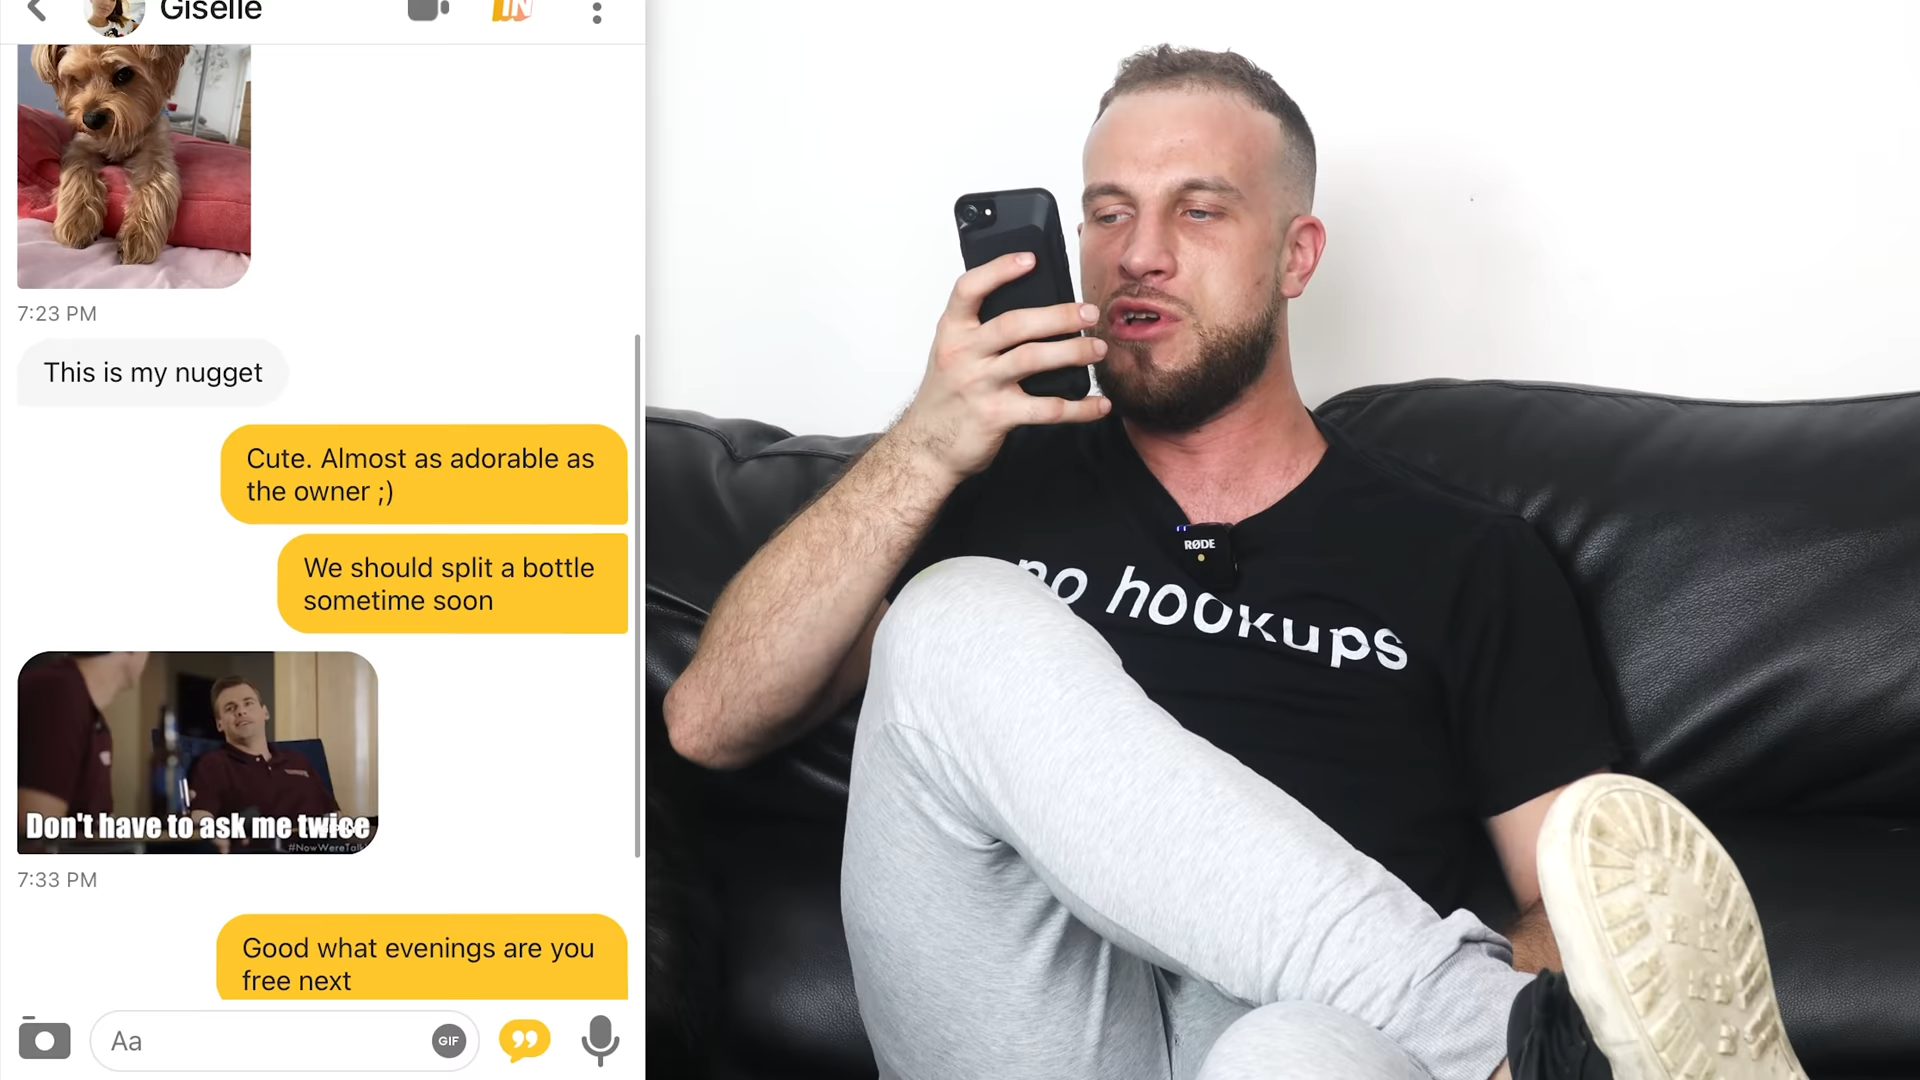 Giselle
IN
7:23 PM
This is my nugget
Cute. Almost as adorable as
the owner ;)
We should split a bottle
sometime soon
Don't have to ask me twice
#NowWereTalk
7:33 PM
Good what evenings are you
free next
Aa
GIF
RØDE
no hookups